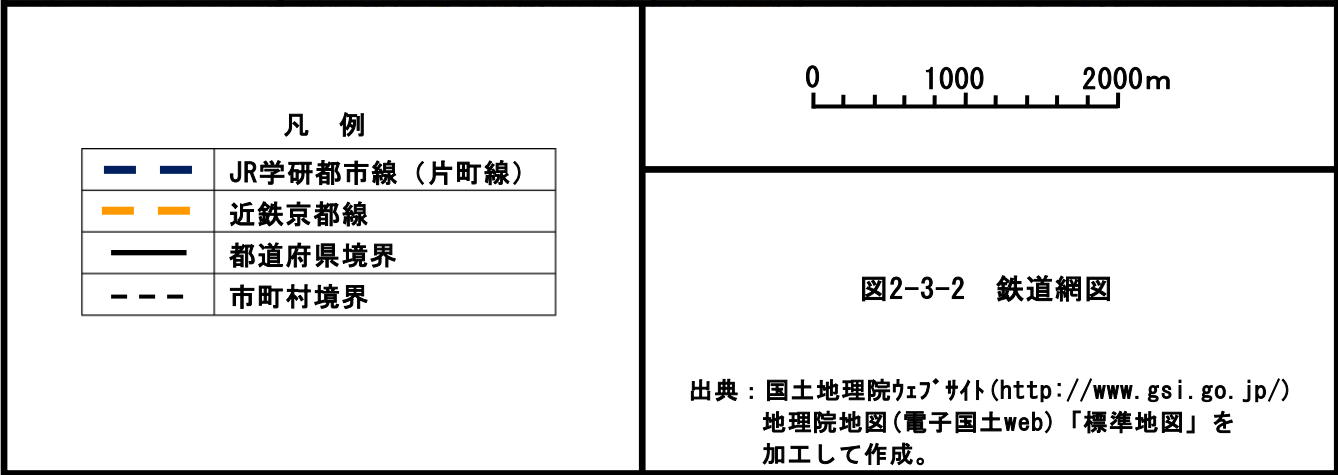 凡 例
JR学研都市線（片町線）
近鉄京都線
都道府県境界
市町村境界
0 1000 2000m
図2-3-2 鉄道網図
出典：国土地理院ｳｪﾌﾞｻｲﾄ(http://www.gsi.go.jp/)
地理院地図(電子国土web)「標準地図」を
加工して作成。